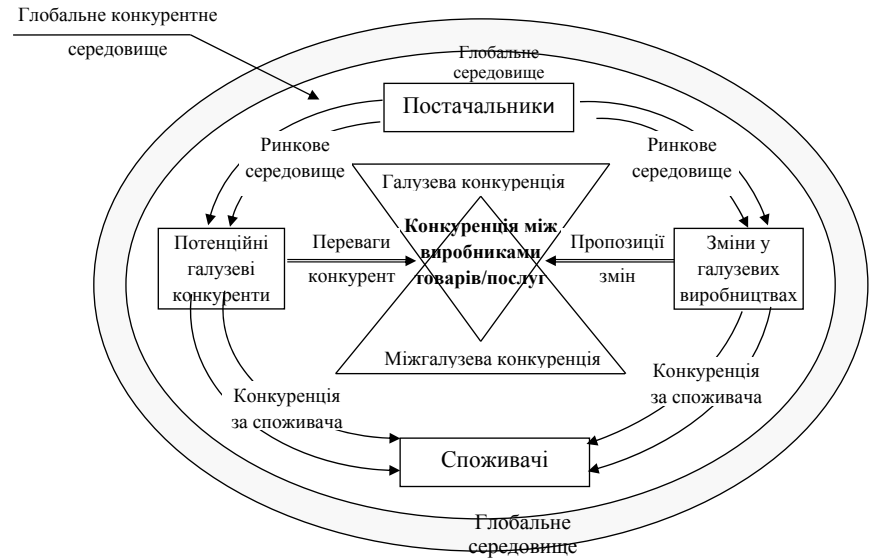 Глобальне конкурентне
середовище
Глобальне
середовище
Постачальники
Ринкове
середовище
Ринкове
середовище
Галузева конкуренція
Потенційні
галузеві
конкуренти
Переваги
конкурент
Конкуренція між
виробниками
товарів/послуг
Пропозиції
змін
Зміни у
галузевих
виробництвах
Міжгалузева конкуренція
Конкуренція
за споживача
Конкуренція
за споживача
Споживачі
Глобальне
середовище